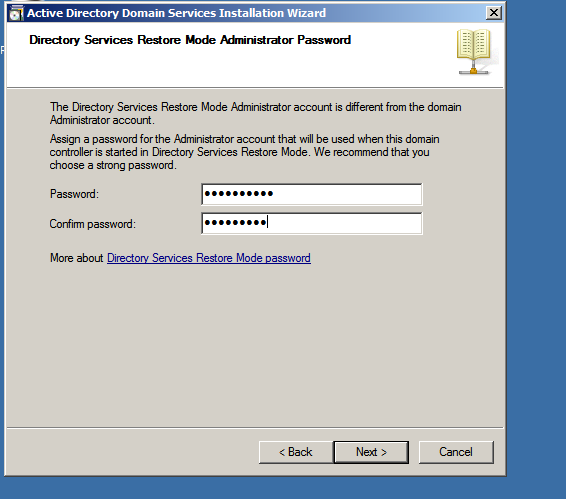 Active Directory Domain Services Installation Wizard
Directory Services Restore Mode Administrator Password
The Directory Services Restore Mode Administrator account is different from the domain
Administrator account.
Assign a password for the Administrator account that will be used when this domain
controller is started in Directory Services Restore Mode. We recommend that you
choose a strong password.
Password: ●●●●●●●●●●
Confirm password: ●●●●●●●●●
More about Directory Services Restore Mode password
< Back Next > Cancel